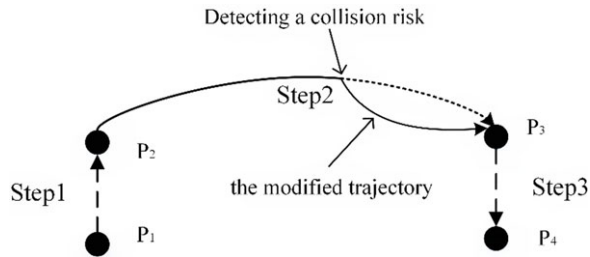 Detecting a collision risk
Step2
P3
P2
Step1
the modified trajectory
Step3
P1
P4